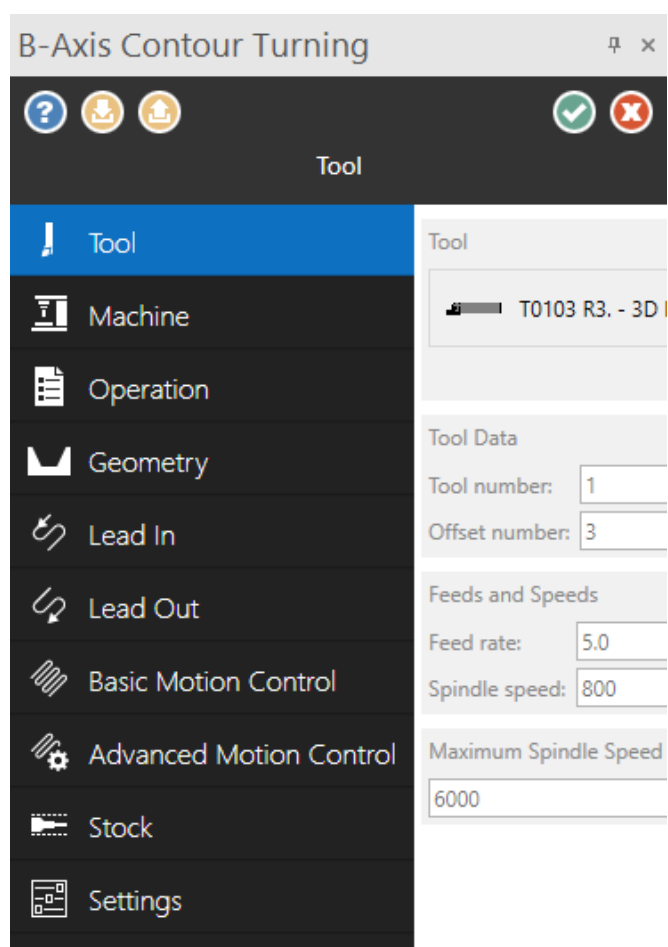 B-Axis Contour Turning
Tool
Tool
Machine
Operation
Geometry
Lead In
Lead Out
Basic Motion Control
Advanced Motion Control
Stock
Settings
Tool
T0103 R3. - 3D
Tool Data
Tool number: 1
Offset number: 3
Feeds and Speeds
Feed rate: 5.0
Spindle speed: 800
Maximum Spindle Speed
6000